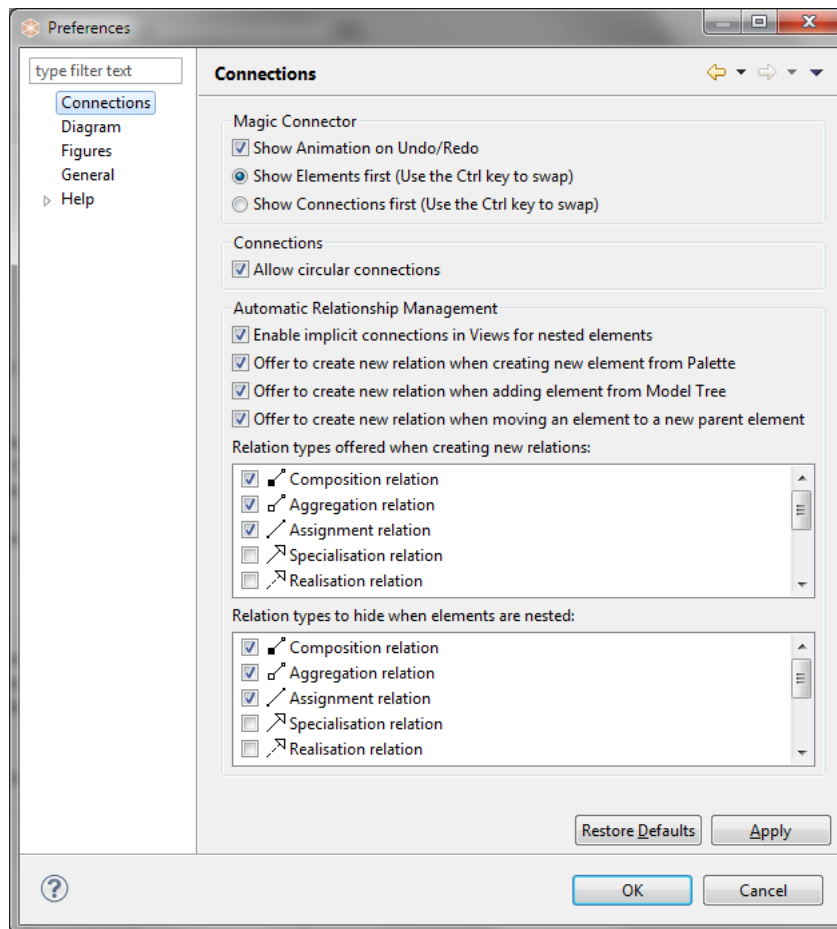 Preferences
type filter text
Connections
Diagram
Figures
General
Help
Connections
Magic Connector
Show Animation on Undo/Redo
Show Elements first (Use the Ctrl key to swap)
Show Connections first (Use the Ctrl key to swap)
Connections
Allow circular connections
Automatic Relationship Management
Enable implicit connections in Views for nested elements
Offer to create new relation when creating new element from Palette
Offer to create new relation when adding element from Model Tree
Offer to create new relation when moving an element to a new parent element
Relation types offered when creating new relations:
Composition relation
Aggregation relation
Assignment relation
Specialisation relation
Realisation relation
Relation types to hide when elements are nested:
Composition relation
Aggregation relation
Assignment relation
Specialisation relation
Realisation relation
Restore Defaults Apply
? OK Cancel